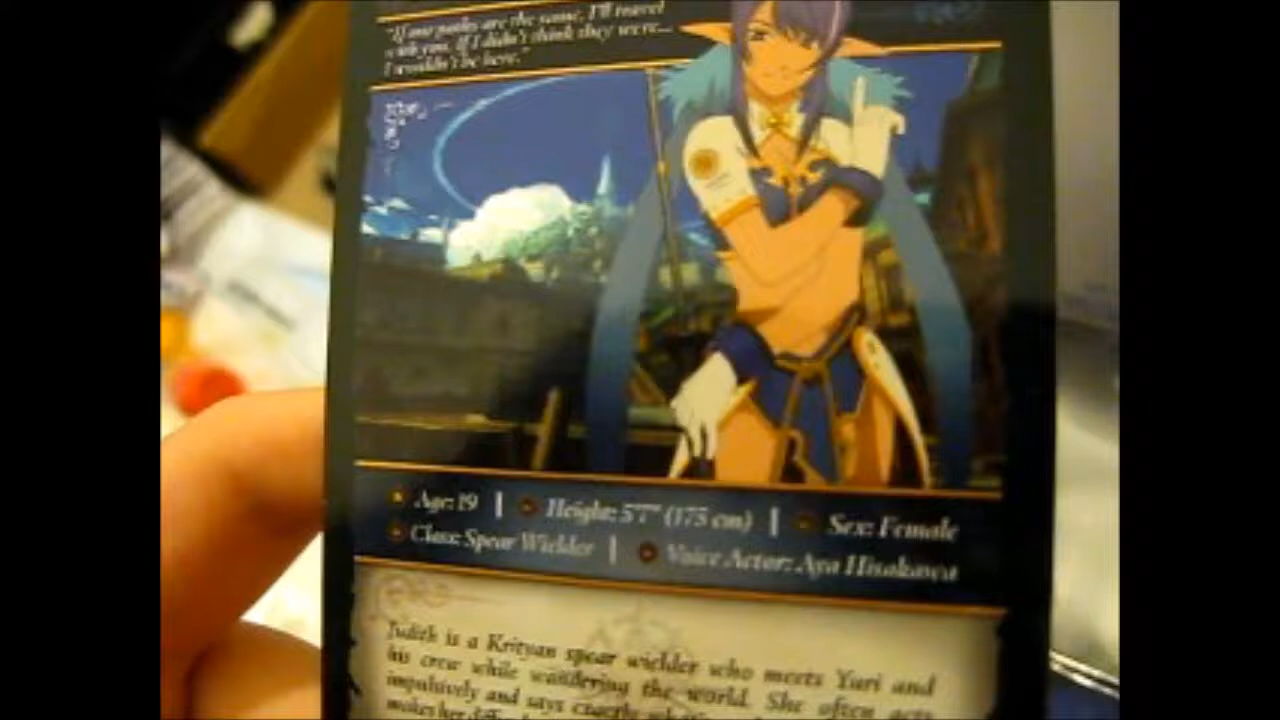 "If our paths are the same, I'll travel
with you. If I didn't think they were...
I wouldn't be here."
Age: 19 | Height: 5'7" (175 cm) | Sex: Female
Class: Spear Wielder | Voice Actor: Aya Hisakawa
Judith is a Krityan spear wielder who meets Yuri and
his crew while wandering the world. She often acts
impulsively and says exactly
makes her